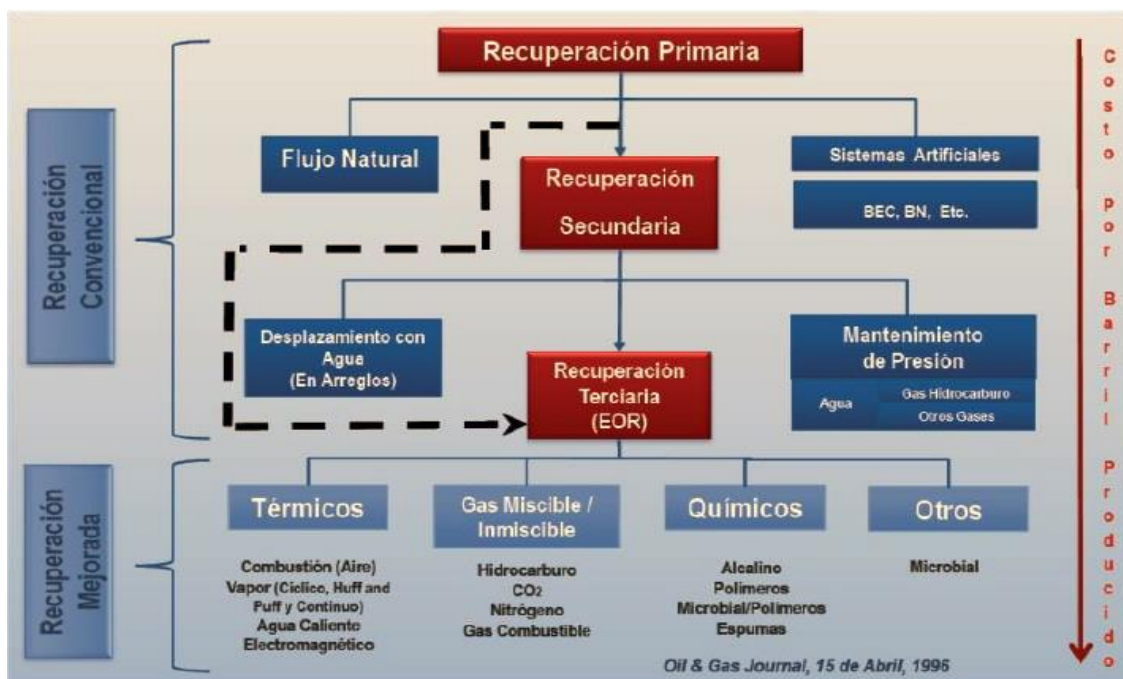 Recuperación Primaria
Flujo Natural
Sistemas Artificiales
BEC, BN, Etc.
Recuperación
Secundaria
Recuperación
Convencional
Desplazamiento con
Agua
(En Arreglos)
Mantenimiento
de Presión
Agua
Gas Hidrocarburo
Otros Gases
Recuperación
Terciaria
(EOR)
Recuperación
Mejorada
Térmicos
Combustión (Aire)
Vapor (Cíclico, Huff and
Puff y Continuo)
Agua Caliente
Electromagnético
Gas Miscible /
Inmiscible
Hidrocarburo
CO₂
Nitrógeno
Gas Combustible
Químicos
Alcalino
Polímeros
Microbial/Polímeros
Espumas
Otros
Microbial
Costo por Barril Producido
Oil & Gas Journal, 15 de Abril, 1996